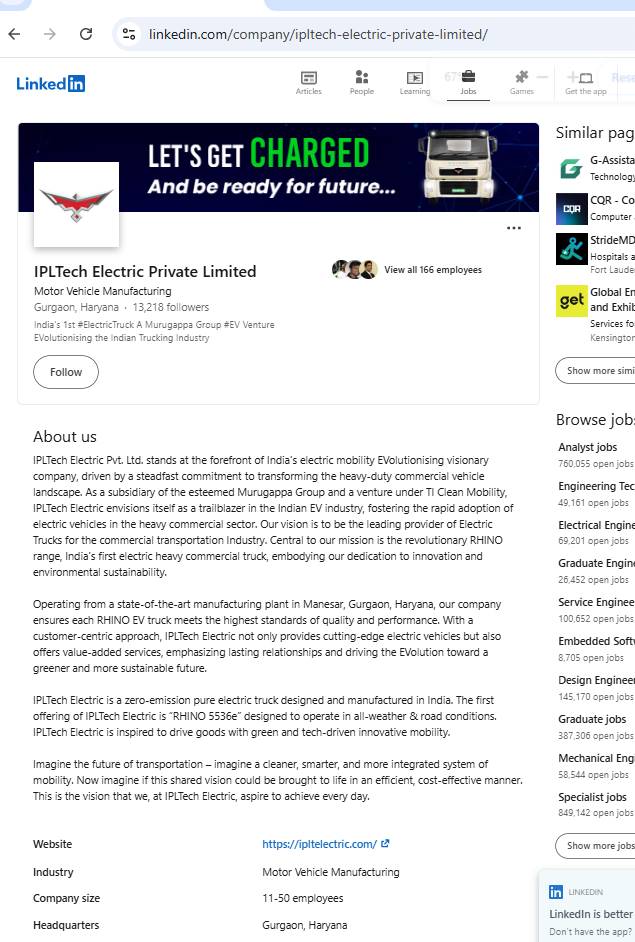 linkedin.com/company/ipltech-electric-private-limited/
LinkedIn
Articles
People
Learning
Jobs
Games
Get the app
67%
LET'S GET CHARGED
And be ready for future...
IPLTech Electric Private Limited
Motor Vehicle Manufacturing
Gurgaon, Haryana · 13,218 followers
India's 1st #ElectricTruck A Murugappa Group #EV Venture
EVolutionising the Indian Trucking Industry
View all 166 employees
Follow
About us
IPLTech Electric Pvt. Ltd. stands at the forefront of India's electric mobility EVolutionising visionary
company, driven by a steadfast commitment to transforming the heavy-duty commercial vehicle
landscape. As a subsidiary of the esteemed Murugappa Group and a venture under TI Clean Mobility,
IPLTech Electric envisions itself as a trailblazer in the Indian EV industry, fostering the rapid adoption of
electric vehicles in the heavy commercial sector. Our vision is to be the leading provider of Electric
Trucks for the commercial transportation Industry. Central to our mission is the revolutionary RHINO
range, India's first electric heavy commercial truck, embodying our dedication to innovation and
environmental sustainability.
Operating from a state-of-the-art manufacturing plant in Manesar, Gurgaon, Haryana, our company
ensures each RHINO EV truck meets the highest standards of quality and performance. With a
customer-centric approach, IPLTech Electric not only provides cutting-edge electric vehicles but also
offers value-added services, emphasizing lasting relationships and driving the EVolution toward a
greener and more sustainable future.
IPLTech Electric is a zero-emission pure electric truck designed and manufactured in India. The first
offering of IPLTech Electric is “RHINO 5536e” designed to operate in all-weather & road conditions.
IPLTech Electric is inspired to drive goods with green and tech-driven innovative mobility.
Imagine the future of transportation – imagine a cleaner, smarter, and more integrated system of
mobility. Now imagine if this shared vision could be brought to life in an efficient, cost-effective manner.
This is the vision that we, at IPLTech Electric, aspire to achieve every day.
Website
https://ipltelectric.com/
Industry
Motor Vehicle Manufacturing
Company size
11-50 employees
Headquarters
Gurgaon, Haryana
Similar pag
G-Assista
Technology
CQR
CQR - Co
Computer a
StrideMD
Hospitals a
Fort Laude
get
Global En
and Exhib
Services fo
Kensington
Show more simi
Browse jobs
Analyst jobs
760,055 open jobs
Engineering Tec
49,161 open jobs
Electrical Engine
69,201 open jobs
Graduate Engine
26,452 open jobs
Service Enginee
100,652 open jobs
Embedded Softw
8,705 open jobs
Design Engineer
145,170 open jobs
Graduate jobs
387,306 open jobs
Mechanical Engi
58,544 open jobs
Specialist jobs
849,142 open jobs
Show more jobs
LINKEDIN
LinkedIn is better
Don't have the app?